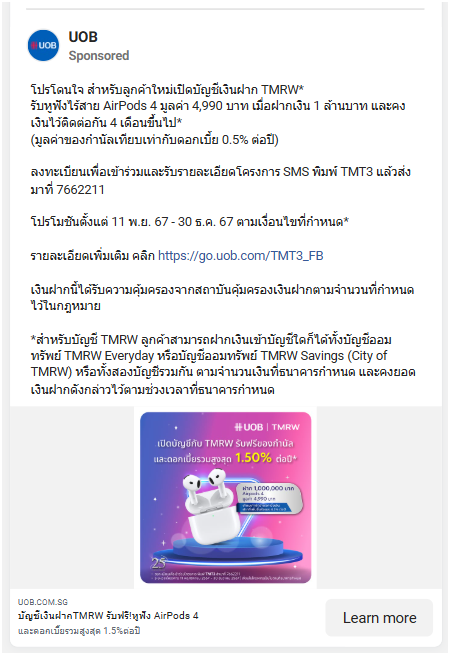 UOB
UOB
Sponsored
โปรโดนใจ สำหรับลูกค้าใหม่เปิดบัญชีเงินฝาก TMRW*
รับหูฟังไร้สาย AirPods 4 มูลค่า 4,990 บาท เมื่อฝากเงิน 1 ล้านบาท และคง
เงินไว้ติดต่อกัน 4 เดือนขึ้นไป*
(มูลค่าของกำนัลเทียบเท่ากับดอกเบี้ย 0.5% ต่อปี)
ลงทะเบียนเพื่อเข้าร่วมและรับรายละเอียดโครงการ SMS พิมพ์ TMT3 แล้วส่ง
มาที่ 7662211
โปรโมชันตั้งแต่ 11 พ.ย. 67 - 30 ธ.ค. 67 ตามเงื่อนไขที่กำหนด*
รายละเอียดเพิ่มเติม คลิก https://go.uob.com/TMT3_FB
เงินฝากนี้ได้รับความคุ้มครองจากสถาบันคุ้มครองเงินฝากตามจำนวนที่กำหนด
ไว้ในกฎหมาย
*สำหรับบัญชี TMRW ลูกค้าสามารถฝากเงินเข้าบัญชีใดก็ได้ทั้งบัญชีออม
ทรัพย์ TMRW Everyday หรือบัญชีออมทรัพย์ TMRW Savings (City of
TMRW) หรือทั้งสองบัญชีรวมกัน ตามจำนวนเงินที่ธนาคารกำหนด และคงยอด
เงินฝากดังกล่าวไว้ตามช่วงเวลาที่ธนาคารกำหนด
UOB | TMRW
เปิดบัญชีกับ TMRW รับฟรีของกำนัล
และดอกเบี้ยรวมสูงสุด 1.50% ต่อปี*
ฝาก 1,000,000 บาท
Airpods 4
มูลค่า 4,990 บาท
25
UOB.COM.SG
บัญชีเงินฝากTMRW รับฟรี!หูฟัง AirPods 4
และดอกเบี้ยรวมสูงสุด 1.5%ต่อปี
Learn more